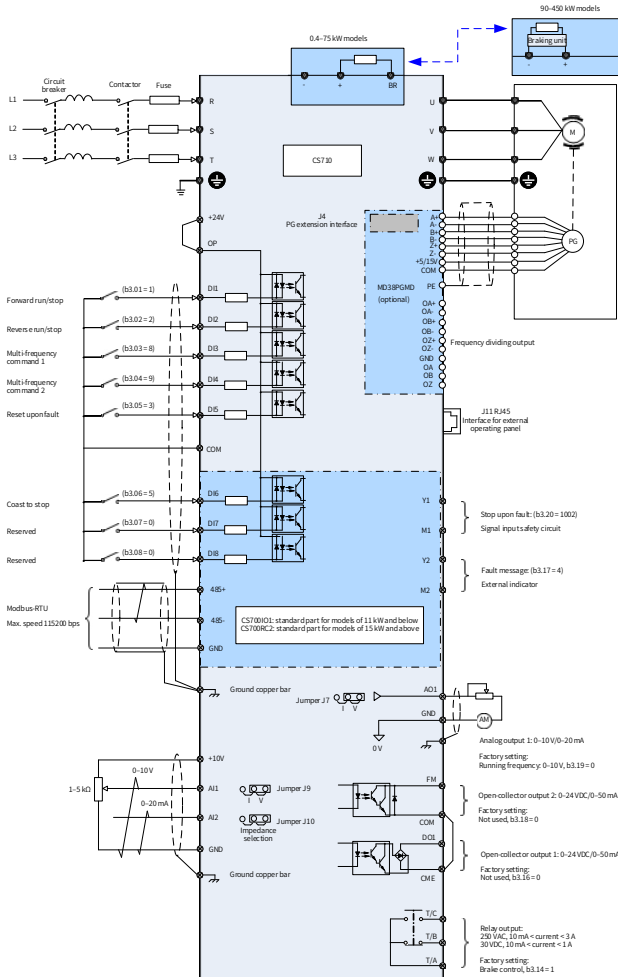 90-450 kW models
0.4–75 kW models
Braking unit
- +
- + BR
Circuit breaker
Contactor
Fuse
L1
R
U
L2
S
V
M
L3
T
W
CS710
+24V
J4
PG extension interface
A+
A-
B+
B-
Z+
Z-
+5/15V
COM
PG
OP
MD38PGMD
(optional)
PE
DI1
(b3.01 = 1)
Forward run/stop
OA+
OA-
OB+
OB-
OZ+
OZ-
GND
OA
OB
OZ
Frequency dividing output
DI2
(b3.02 = 2)
Reverse run/stop
DI3
(b3.03 = 8)
Multi-frequency
command 1
DI4
(b3.04 = 9)
Multi-frequency
command 2
DI5
(b3.05 = 3)
Reset upon fault
J11 RJ45
Interface for external
operating panel
COM
DI6
(b3.06 = 5)
Coast to stop
DI7
(b3.07 = 0)
Reserved
DI8
(b3.08 = 0)
Reserved
Y1
M1
Stop upon fault: (b3.20 = 1002)
Signal input safety circuit
Y2
M2
Fault message: (b3.17 = 4)
External indicator
485+
485-
GND
Modbus-RTU
Max. speed 115200 bps
CS700IO1: standard part for models of 11 kW and below
CS700RC2: standard part for models of 15 kW and above
Ground copper bar
Jumper J7
I V
AO1
GND
AM
0 V
Analog output 1: 0–10 V/0–20 mA
Factory setting:
Running frequency: 0–10 V, b3.19 = 0
+10V
0–10 V
1–5 kΩ
AI1
Jumper J9
I V
0–20 mA
AI2
Jumper J10
Impedance
selection
GND
Ground copper bar
FM
COM
Open-collector output 2: 0–24 VDC/0–50 mA
Factory setting:
Not used, b3.18 = 0
DO1
CME
Open-collector output 1: 0–24 VDC/0–50 mA
Factory setting:
Not used, b3.16 = 0
T/C
T/B
T/A
Relay output:
250 VAC, 10 mA < current < 3 A
30 VDC, 10 mA < current < 1 A
Factory setting:
Brake control, b3.14 = 1